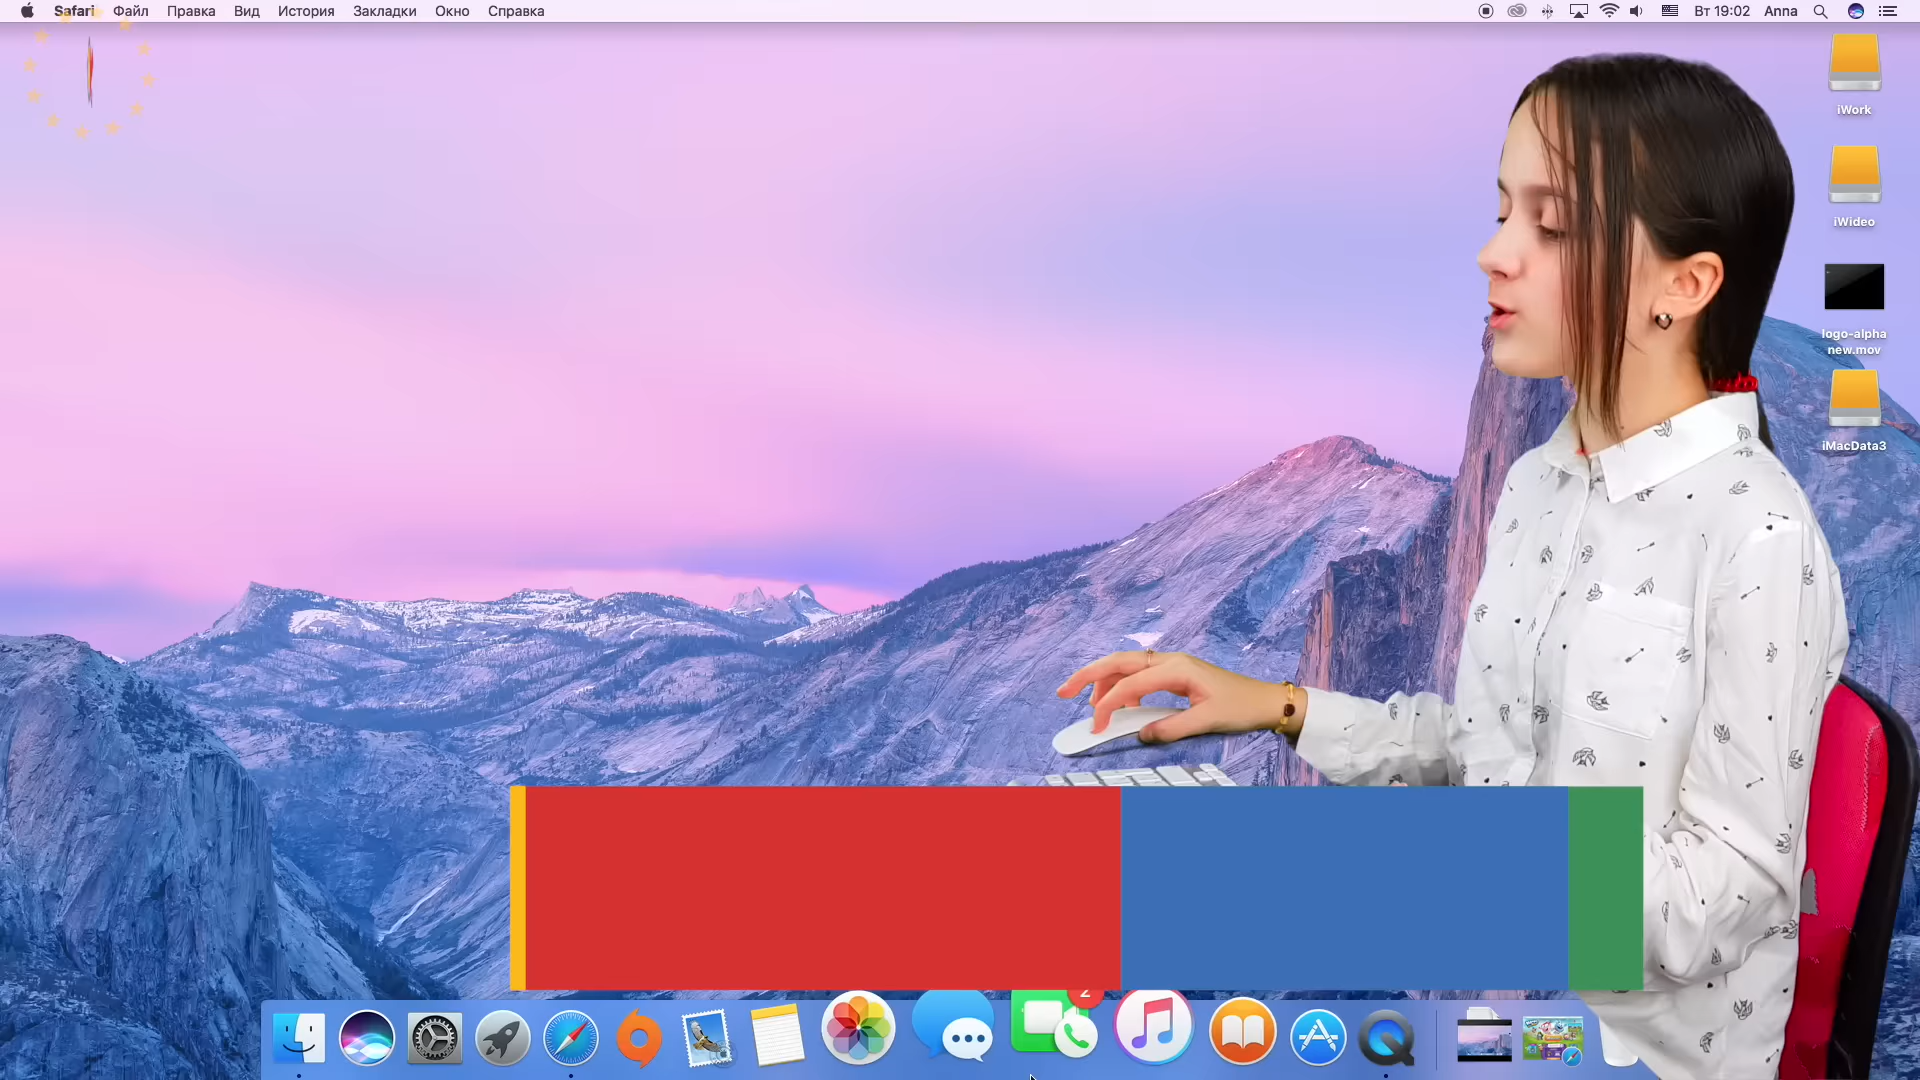 Safari Файл Правка Вид История Закладки Окно Справка Вт 19:02 Anna
iWork
iWideo
logo-alpha
new.mov
iMacData3
2